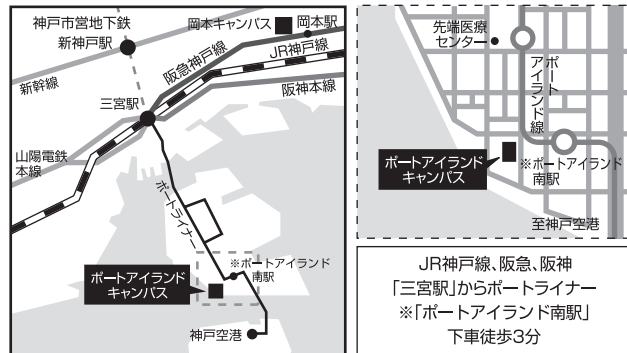 神戸市営地下鉄
新神戸駅
岡本キャンパス
岡本駅
阪急神戸線
JR神戸線
新幹線
三宮駅
阪神本線
山陽電鉄
本線
ポートライナー
※ポートアイランド
南駅
ポートアイランド
キャンパス
神戸空港
先端医療
センター
ポート
アイランド線
ポートアイランド
キャンパス
※ポートアイランド
南駅
至神戸空港
JR神戸線、阪急、阪神
「三宮駅」からポートライナー
※「ポートアイランド南駅」
下車徒歩3分